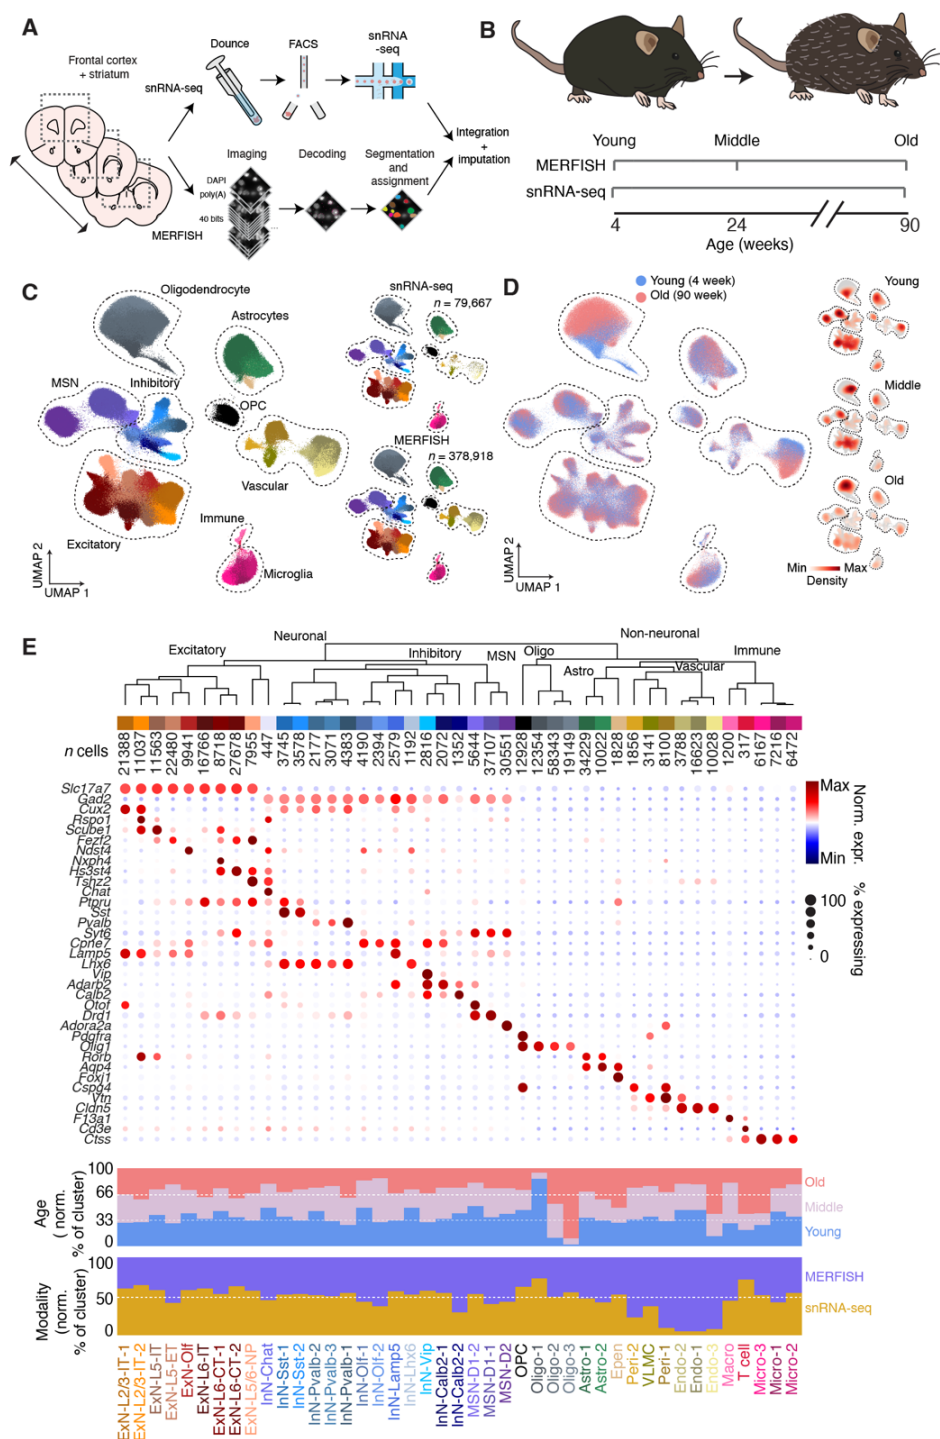 A
Frontal cortex
+ striatum
snRNA-seq
Dounce
FACS
snRNA
-seq
Integration
+
imputation
Imaging
Decoding
Segmentation
and
assignment
DAPI
poly(A)
40 bits
...
MERFISH
B
Young
Middle
Old
MERFISH
snRNA-seq
4
24
90
Age (weeks)
C
Oligodendrocyte
Astrocytes
MSN
Inhibitory
OPC
Vascular
Excitatory
Immune
Microglia
UMAP 2
UMAP 1
snRNA-seq
n = 79,667
MERFISH
n = 378,918
D
Young (4 week)
Old (90 week)
UMAP 2
UMAP 1
Young
Middle
Old
Min
Max
Density
E
Neuronal
Non-neuronal
Excitatory
Inhibitory
MSN
Oligo
Astro
Vascular
Immune
n cells
21388
11037
11563
22480
9941
16766
8718
27678
7959
447
3745
3578
2177
3071
4383
4190
2394
2578
1192
2816
2072
1353
5644
37107
30551
12928
12354
58343
19149
34229
10022
1828
1856
3141
8100
3788
16621
10028
1200
317
6167
7216
6472
Slc17a7
Gad2
Cux2
Rspo1
Scube1
Fezf2
Ndst4
Nxph4
Hs3st4
Tshz2
Chat
Ptpru
Sst
Pvalb
Syt6
Cpne7
Lamp5
Lhx6
Vip
Adarb2
Calb2
Otof
Drd1
Adora2a
Pdgfra
Olig1
Rorb
Aqp4
Foxj1
Cspg4
Vtn
Cldn5
F13a1
Cd3e
Ctss
Max
Min
Norm. expr.
100
0
% expressing
Age
( norm.
% of cluster)
100
66
33
0
Old
Middle
Young
Modality
(norm.
% of cluster)
100
50
0
MERFISH
snRNA-seq
ExN-L2/3-IT-1
ExN-L2/3-IT-2
ExN-L5-IT
ExN-L5-ET
ExN-Olf
ExN-L6-IT
ExN-L6-CT-1
ExN-L6-CT-2
ExN-L5/6-NP
InN-Chat
InN-Sst-1
InN-Sst-2
InN-Pvalb-2
InN-Pvalb-3
InN-Pvalb-1
InN-Olf-1
InN-Olf-2
InN-Lamp5
InN-Lhx6
InN-Vip
InN-Calb2-1
InN-Calb2-2
MSN-D1-2
MSN-D1-1
MSN-D2
OPC
Oligo-1
Oligo-2
Oligo-3
Astro-1
Astro-2
Epen
Peri-2
VLMC
Peri-1
Endo-2
Endo-1
Endo-3
Macro
T cell
Micro-3
Micro-1
Micro-2